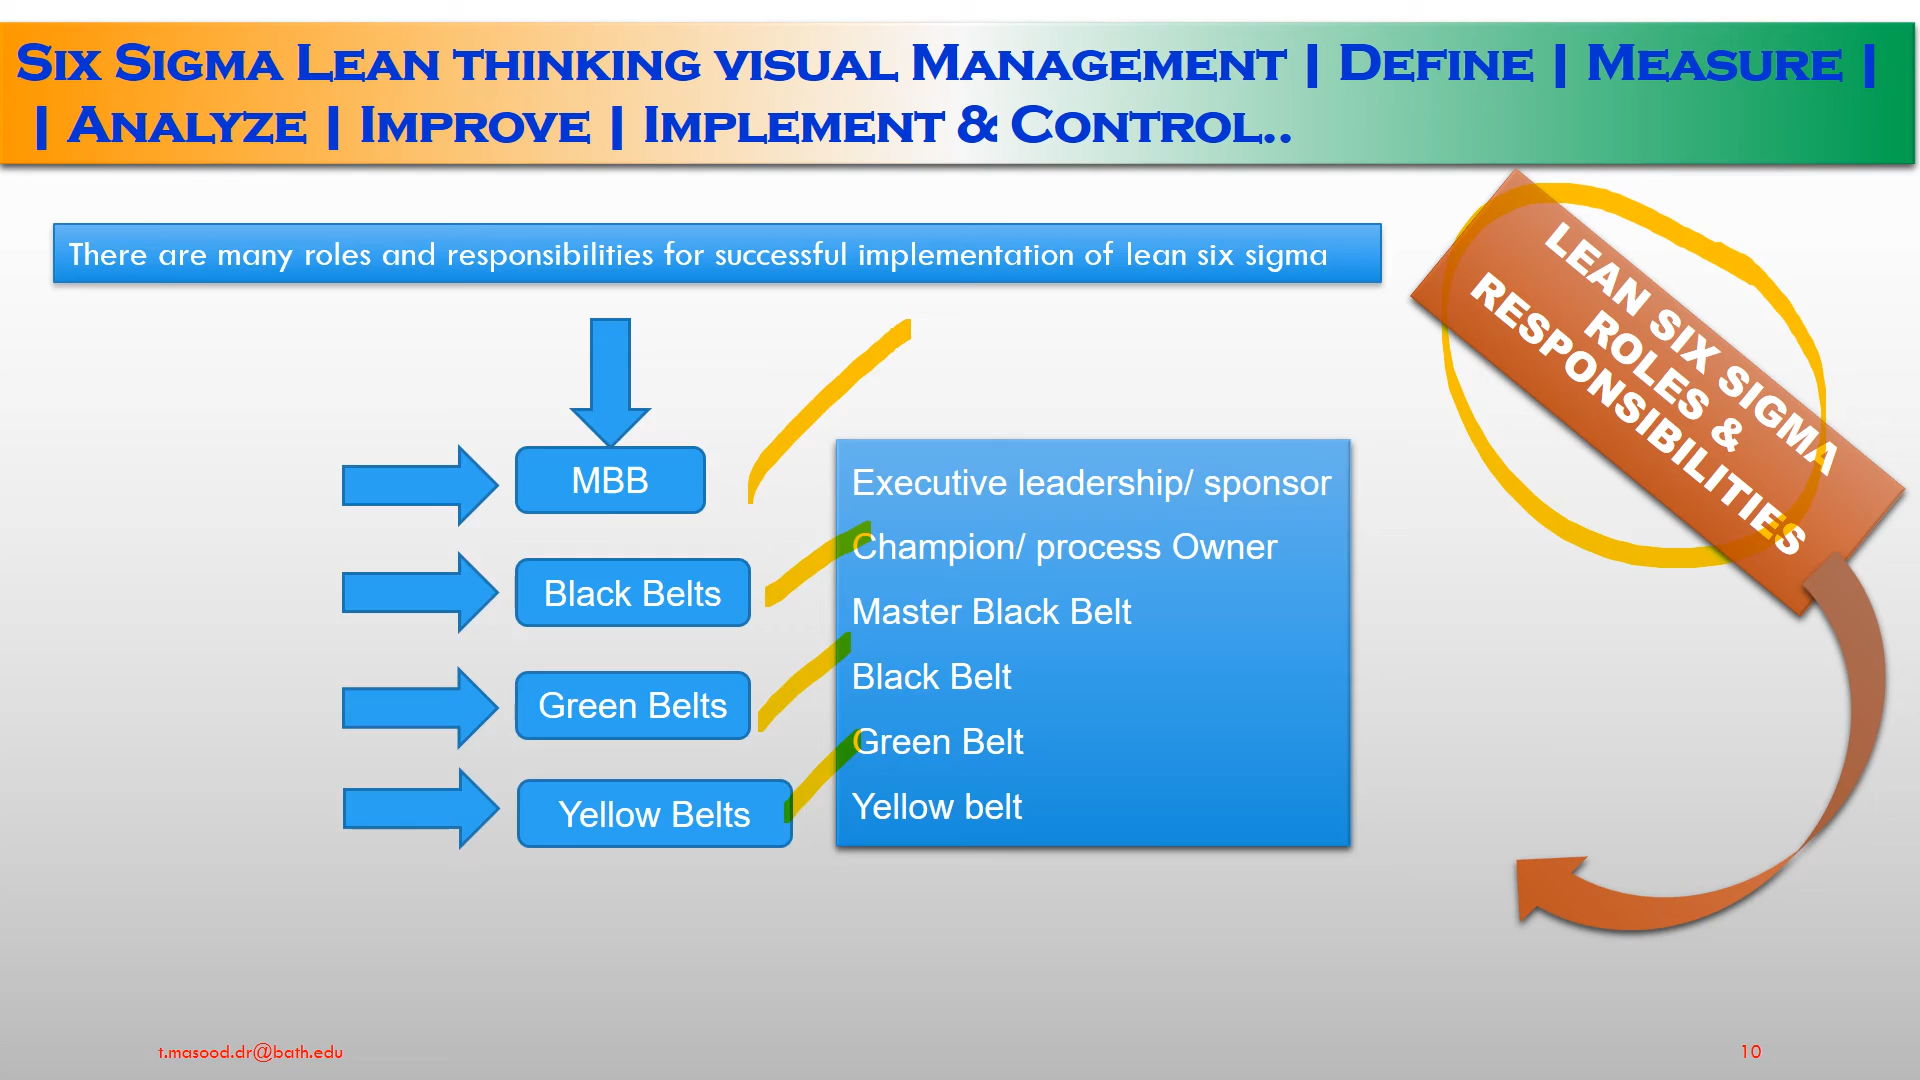 Six Sigma Lean thinking visual Management | Define | Measure |
| Analyze | Improve | Implement & Control..
There are many roles and responsibilities for successful implementation of lean six sigma
LEAN SIX SIGMA
ROLES &
RESPONSIBILITIES
MBB
Black Belts
Green Belts
Yellow Belts
Executive leadership/ sponsor
Champion/ process Owner
Master Black Belt
Black Belt
Green Belt
Yellow belt
t.masood.dr@bath.edu
10